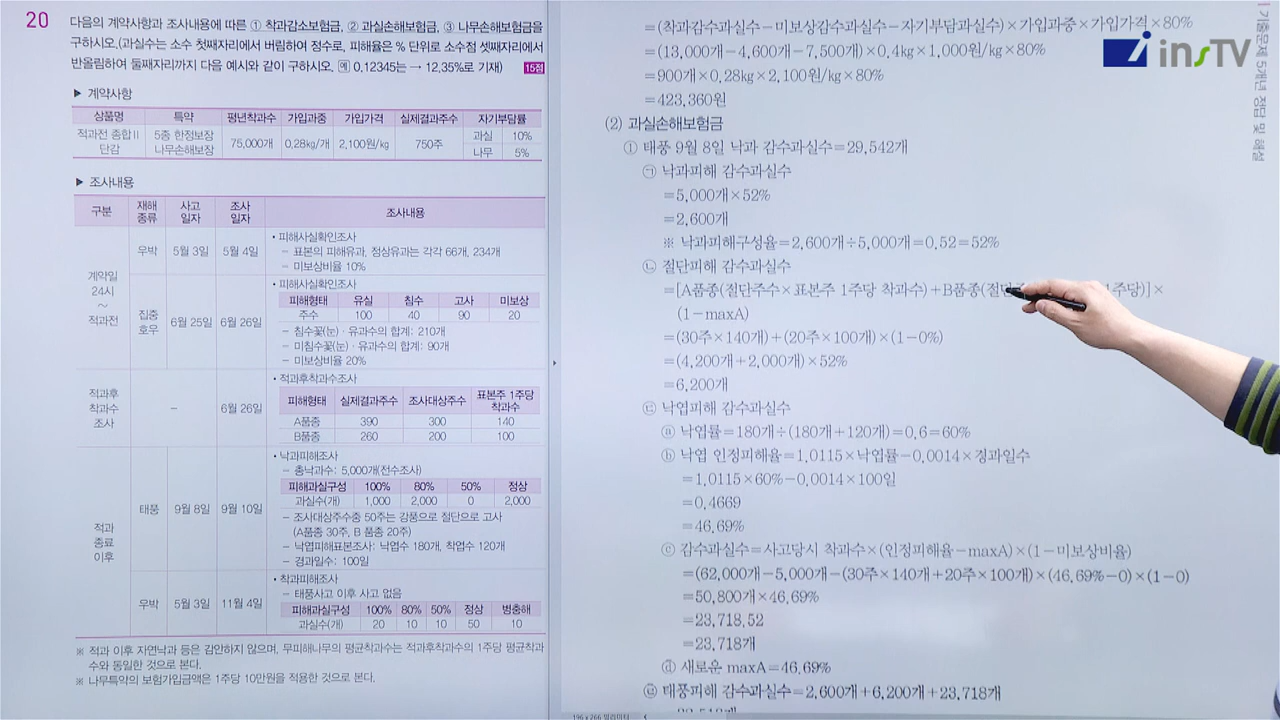 20
다음의 계약사항과 조사내용에 따른 ① 착과감소보험금, ② 과실손해보험금, ③ 나무손해보험금을
구하시오.(과실수는 소수 첫째자리에서 버림하여 정수로, 피해율은 % 단위로 소수점 셋째자리에서
반올림하여 둘째자리까지 다음 예시와 같이 구하시오. 예 0.12345는 → 12.35%로 기재) 15점
▶ 계약사항
상품명 특약 평년착과수 가입과중 가입가격 실제결과주수 자기부담률
적과전 종합Ⅱ 단감 5종 한정보장 나무손해보장 75,000개 0.28kg/개 2,100원/kg 750주 과실 10%
나무 5%
▶ 조사내용
구분 재해 종류 사고 일자 조사 일자 조사내용
계약일 24시 ~ 적과전
우박 5월 3일 5월 4일
• 피해사실확인조사
– 표본의 피해유과, 정상유과는 각각 66개, 234개
– 미보상비율 10%
집중 호우 6월 25일 6월 26일
• 피해사실확인조사
피해형태 유실 침수 고사 미보상
주수 100 40 90 20
– 침수꽃(눈)·유과수의 합계: 210개
– 미침수꽃(눈)·유과수의 합계: 90개
– 미보상비율 20%
적과후 착과수 조사 – 6월 26일
• 적과후착과수조사
피해형태 실제결과주수 조사대상주수 표본주 1주당 착과수
A품종 390 300 140
B품종 260 200 100
적과 종료 이후
태풍 9월 8일 9월 10일
• 낙과피해조사
– 총낙과수: 5,000개(전수조사)
피해과실구성 100% 80% 50% 정상
과실수(개) 1,000 2,000 0 2,000
– 조사대상주수중 50주는 강풍으로 절단으로 고사
(A품종 30주, B 품종 20주)
– 낙엽피해표본조사: 낙엽수 180개, 착엽수 120개
– 경과일수: 100일
우박 5월 3일 11월 4일
• 착과피해조사
– 태풍사고 이후 사고 없음
피해과실구성 100% 80% 50% 정상 병충해
과실수(개) 20 10 10 50 10
※ 적과 이후 자연낙과 등은 감안하지 않으며, 무피해나무의 평균착과수는 적과후착과수의 1주당 평균착과
수와 동일한 것으로 본다.
※ 나무특약의 보험가입금액은 1주당 10만원을 적용한 것으로 본다.
=(착과감수과실수－미보상감수과실수－자기부담과실수)×가입과중×가입가격×80%
=(13,000개－4,600개－7,500개)×0.4kg×1,000원/kg×80%
=900개×0.28kg×2,100원/kg×80%
=423,360원
(2) 과실손해보험금
① 태풍 9월 8일 낙과 감수과실수=29,542개
㉠ 낙과피해 감수과실수
=5,000개×52%
=2,600개
※ 낙과피해구성율=2,600개÷5,000개=0.52=52%
㉡ 절단피해 감수과실수
=[A품종(절단주수×표본주 1주당 착과수)+B품종(절단 1주당)]×
(1－maxA)
=(30주×140개)+(20주×100개)×(1－0%)
=(4,200개+2,000개)×52%
=6,200개
㉢ 낙엽피해 감수과실수
ⓐ 낙엽률=180개÷(180개+120개)=0.6=60%
ⓑ 낙엽 인정피해율=1.0115×낙엽률－0.0014×경과일수
=1.0115×60%－0.0014×100일
=0.4669
=46.69%
ⓒ 감수과실수=사고당시 착과수×(인정피해율－maxA)×(1－미보상비율)
=(62,000개－5,000개－(30주×140개+20주×100개)×(46.69%－0)×(1－0)
=50,800개×46.69%
=23,718.52
=23,718개
ⓓ 새로운 maxA=46.69%
㉣ 태풍피해 감수과실수=2,600개+6,200개+23,718개
기출문제 5개년 정답 및 해설
insTV